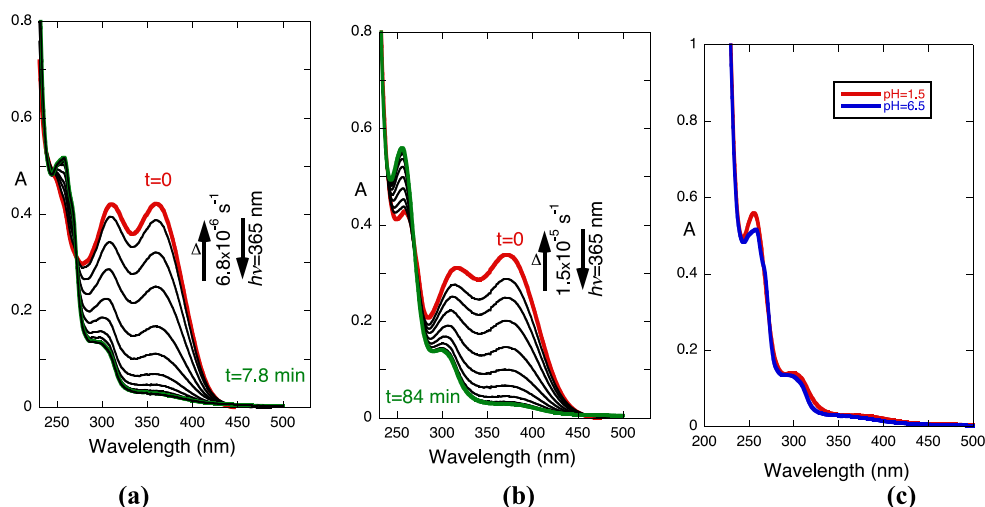 0.8
0.6
A
0.4
0.2
0
250 300 350 400 450 500
Wavelength (nm)
t=0
Δ
6.8x10⁻⁶ s⁻¹
hν=365 nm
t=7.8 min
(a)
0.8
0.6
A
0.4
0.2
0
250 300 350 400 450 500
Wavelength (nm)
t=0
Δ
1.5x10⁻⁵ s⁻¹
hν=365 nm
t=84 min
(b)
1
0.8
0.6
A
0.4
0.2
0
200 250 300 350 400 450 500
Wavelength (nm)
pH=1.5
pH=6.5
(c)